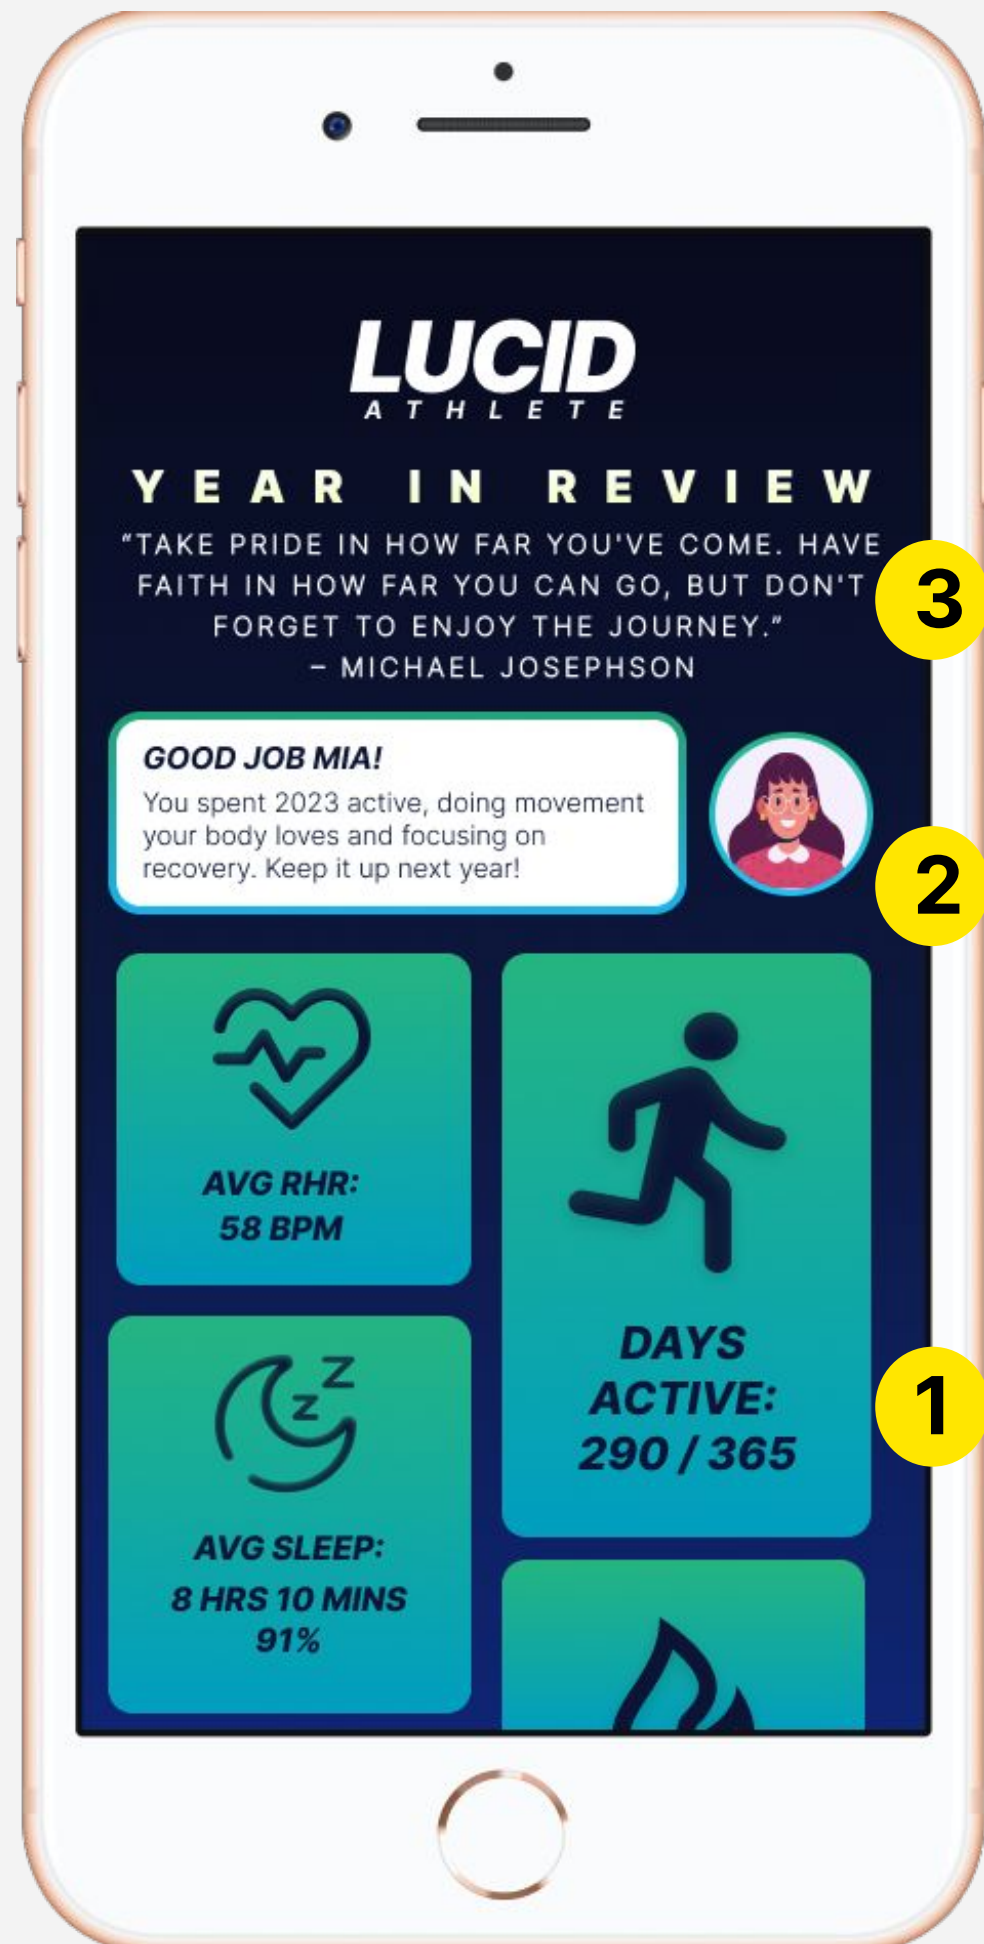 LUCID
ATHLETE
YEAR IN REVIEW
“TAKE PRIDE IN HOW FAR YOU'VE COME. HAVE
FAITH IN HOW FAR YOU CAN GO, BUT DON'T
FORGET TO ENJOY THE JOURNEY.”
– MICHAEL JOSEPHSON
3
GOOD JOB MIA!
You spent 2023 active, doing movement
your body loves and focusing on
recovery. Keep it up next year!
2
AVG RHR:
58 BPM
DAYS
ACTIVE:
290 / 365
1
Z
Z
AVG SLEEP:
8 HRS 10 MINS
91%